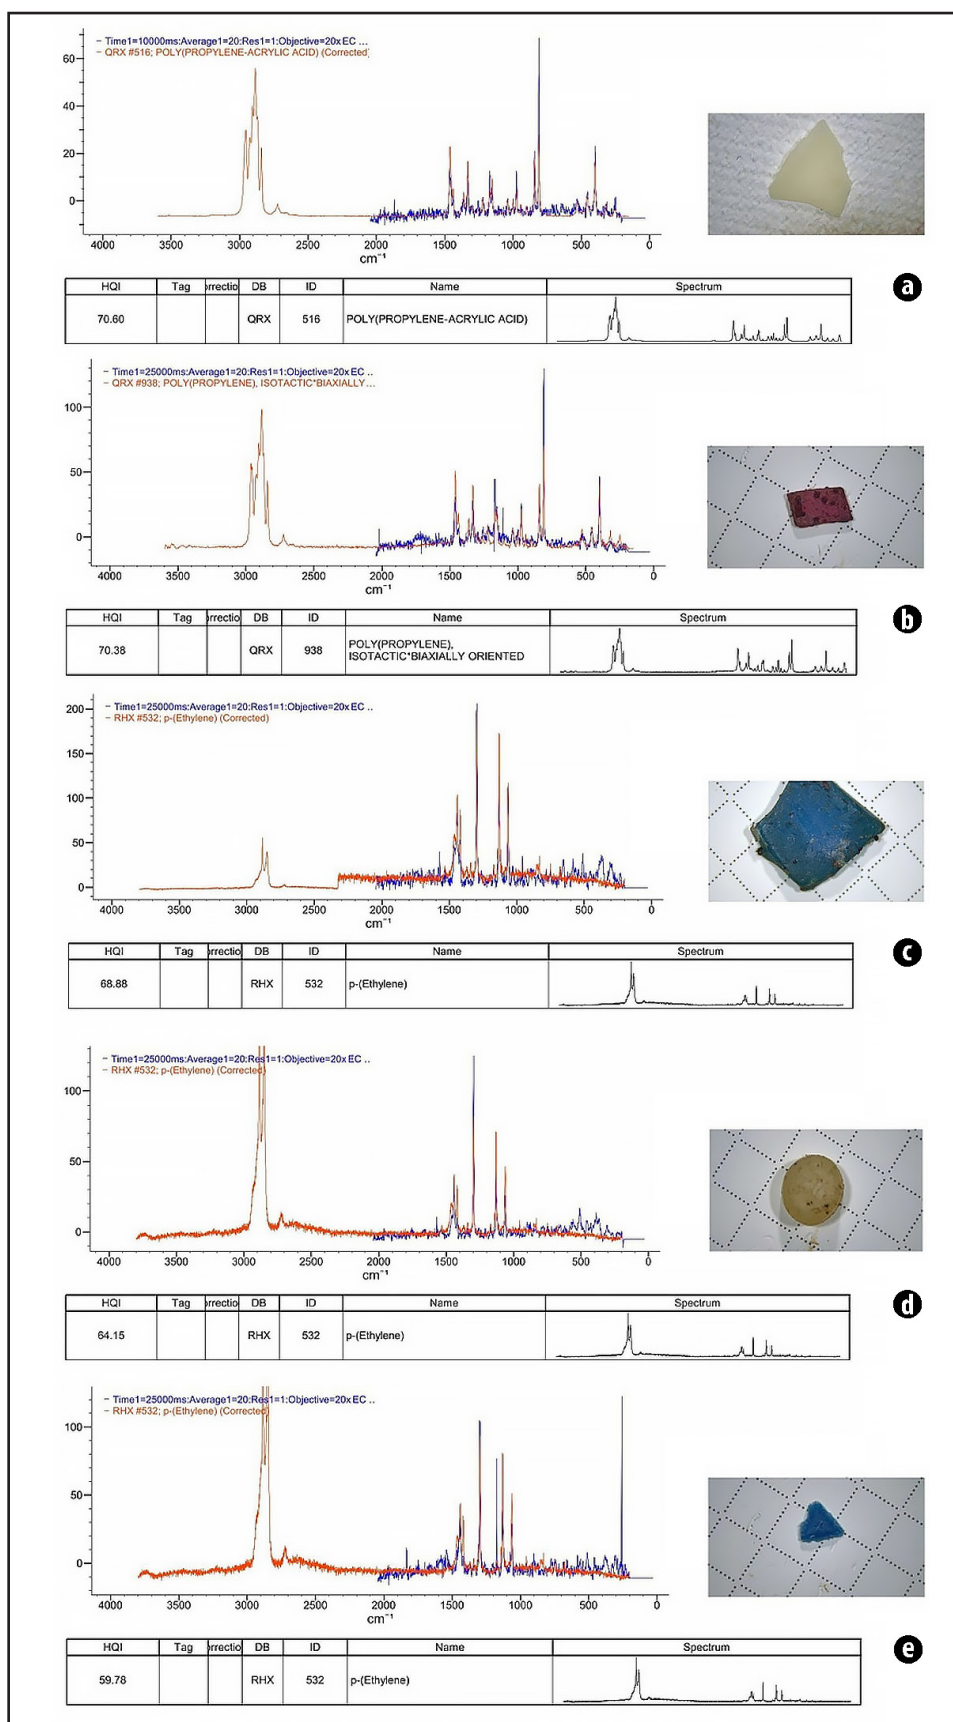 Time1=10000ms:Average1=20:Res1=1:Objective=20x EC ...
QRX #516; POLY(PROPYLENE-ACRYLIC ACID) (Corrected)
60
40
20
0
4000 3500 3000 2500 2000 1500 1000 500 0
cm⁻¹
a
HQI Tag orrectio DB ID Name Spectrum
70.60 QRX 516 POLY(PROPYLENE-ACRYLIC ACID)
Time1=25000ms:Average1=20:Res1=1:Objective=20x EC ...
QRX #938; POLY(PROPYLENE), ISOTACTIC*BIAXIALLY...
100
50
0
4000 3500 3000 2500 2000 1500 1000 500 0
cm⁻¹
b
HQI Tag orrectio DB ID Name Spectrum
70.38 QRX 938 POLY(PROPYLENE),
ISOTACTIC*BIAXIALLY ORIENTED
Time1=25000ms:Average1=20:Res1=1:Objective=20x EC ..
RHX #532; p-(Ethylene) (Corrected)
200
150
100
50
0
4000 3500 3000 2500 2000 1500 1000 500 0
cm⁻¹
c
HQI Tag orrectio DB ID Name Spectrum
68.88 RHX 532 p-(Ethylene)
Time1=25000ms:Average1=20:Res1=1:Objective=20x EC ..
RHX #532; p-(Ethylene) (Corrected)
100
50
0
4000 3500 3000 2500 2000 1500 1000 500 0
cm⁻¹
d
HQI Tag orrectio DB ID Name Spectrum
64.15 RHX 532 p-(Ethylene)
Time1=25000ms:Average1=20:Res1=1:Objective=20x EC ..
RHX #532; p-(Ethylene) (Corrected)
100
50
0
4000 3500 3000 2532 2000 1500 1000 500 0
cm⁻¹
e
HQI Tag orrectio DB ID Name Spectrum
59.78 RHX 532 p-(Ethylene)